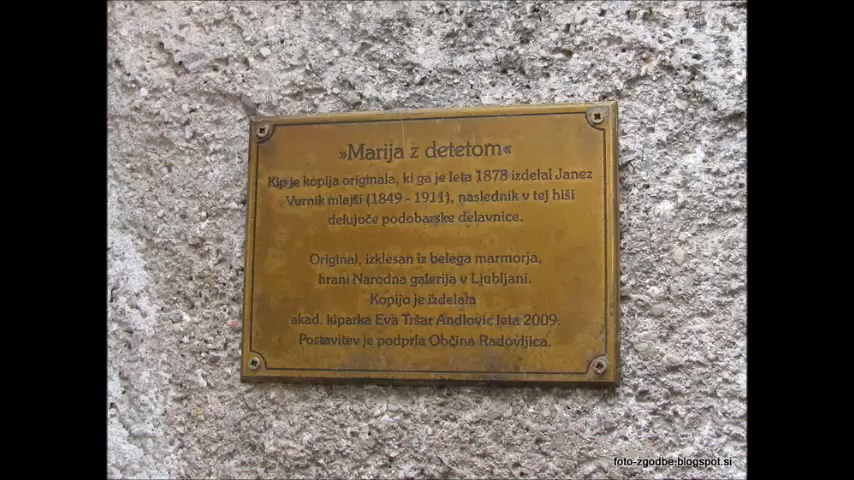 »Marija z detetom«
Kip je kopija originala, ki ga je leta 1878 izdelal Janez
Vurnik mlajši (1849 - 1911), naslednik v tej hiši
delujoče podobarske delavnice.
Original, izklesan iz belega marmorja,
hrani Narodna galerija v Ljubljani.
Kopijo je izdelala
akad. kiparka Eva Tršar Andlovic leta 2009.
Postavitev je podprla Občina Radovljica.
foto-zgodbe.blogspot.si